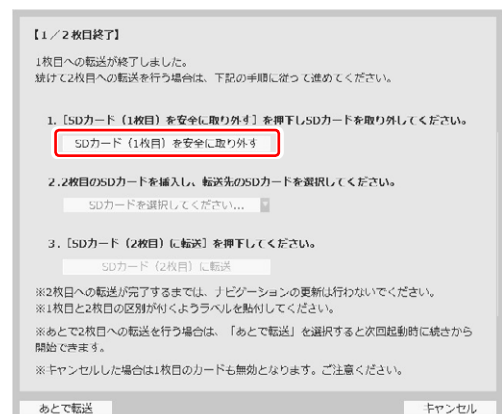 【1/2枚目終了】
1枚目への転送が終了しました。
続けて2枚目への転送を行う場合は、下記の手順に従って進めてください。
1.［SDカード（1枚目）を安全に取り外す］を押下しSDカードを取り外してください。
SDカード（1枚目）を安全に取り外す
2.2枚目のSDカードを挿入し、転送先のSDカードを選択してください。
SDカードを選択してください...
3.［SDカード（2枚目）に転送］を押下してください。
SDカード（2枚目）に転送
※2枚目への転送が完了するまでは、ナビゲーションの更新は行わないでください。
※1枚目と2枚目の区別が付くようラベルを貼付してください。
※あとで2枚目への転送を行う場合は、「あとで転送」を選択すると次回起動時に続きから
開始できます。
※キャンセルした場合は1枚目のカードも無効となります。ご注意ください。
あとで転送
キャンセル